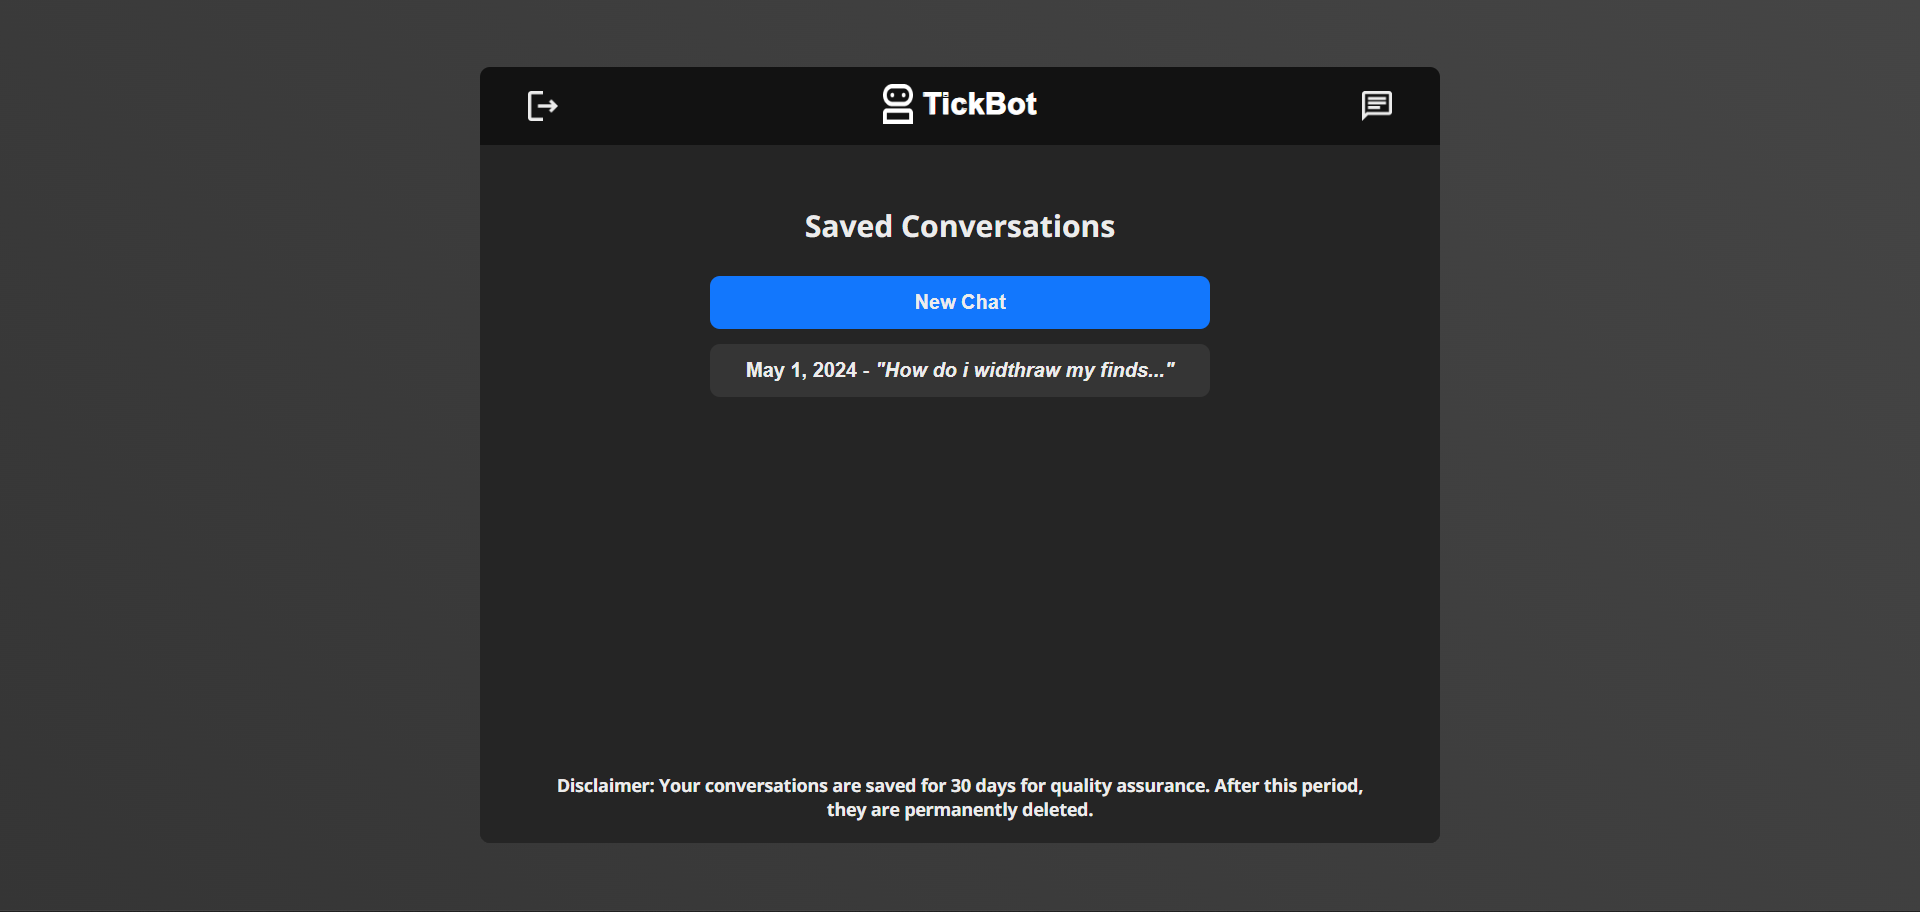 TickBot
Saved Conversations
New Chat
May 1, 2024 - "How do i widthraw my finds..."
Disclaimer: Your conversations are saved for 30 days for quality assurance. After this period,
they are permanently deleted.